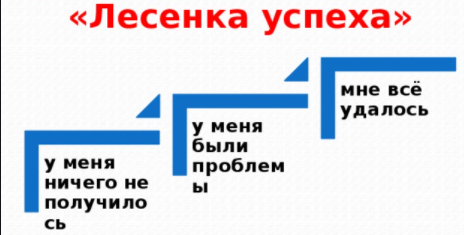 «Лесенка успеха»
мне всё
удалось
у меня
были
проблем
ы
у меня
ничего не
получило
сь